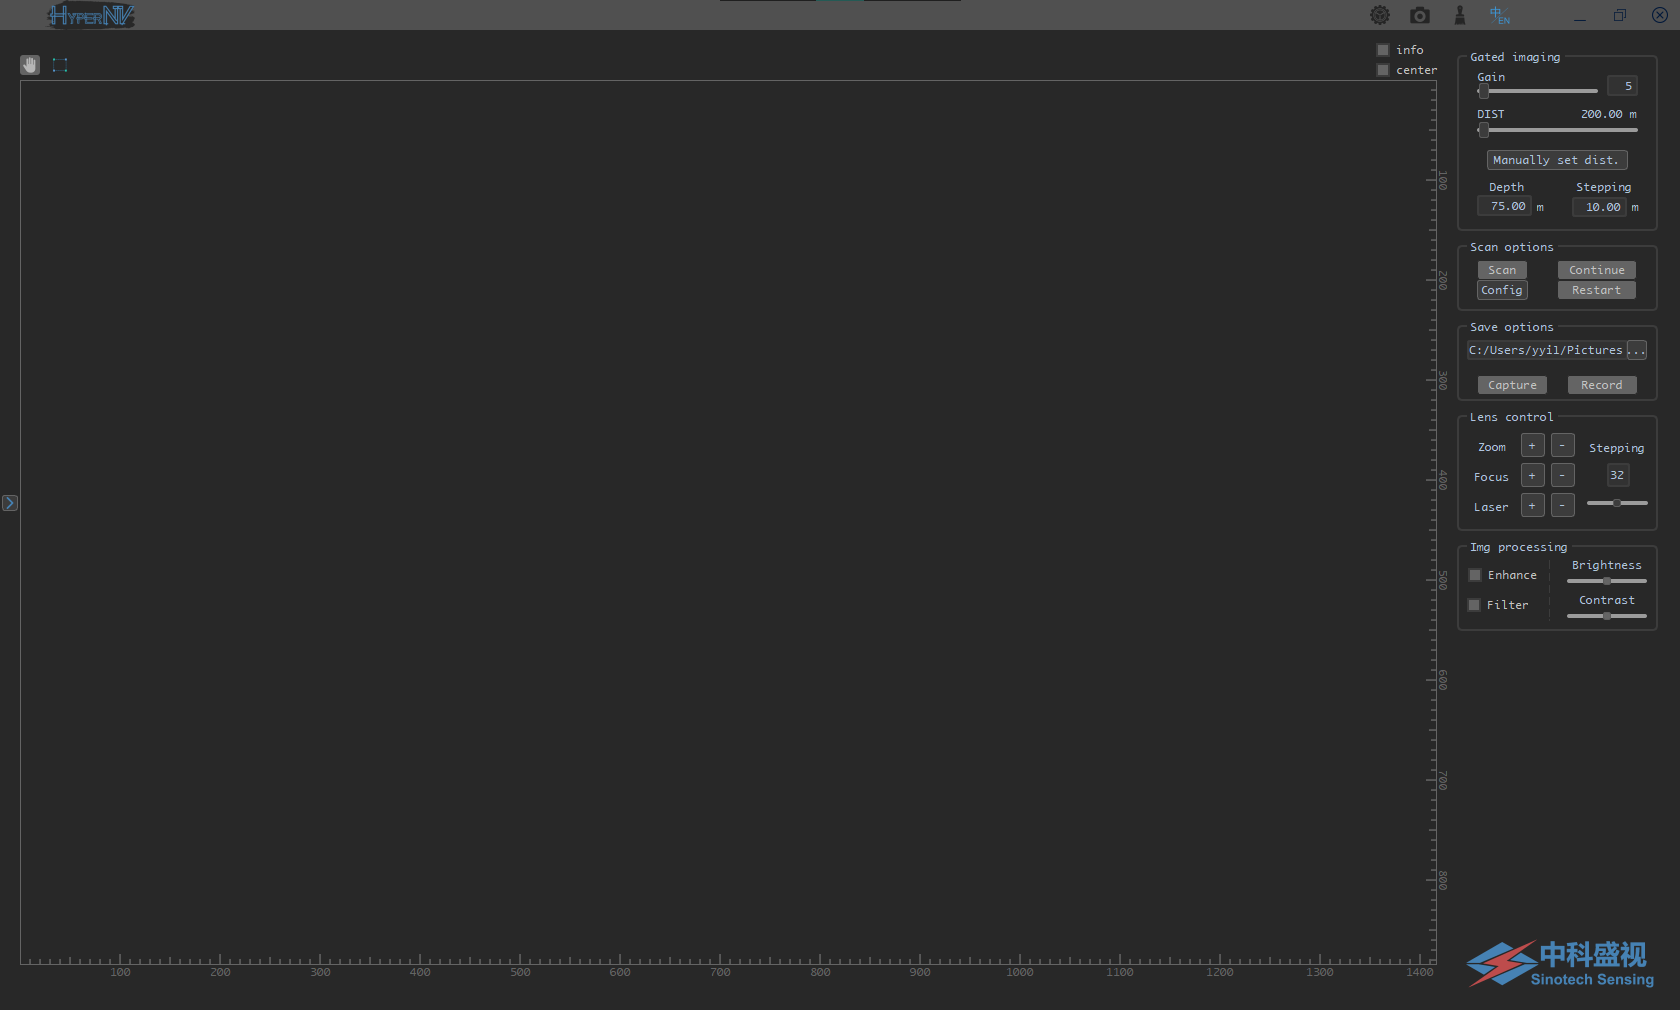 HYPERNV
中/EN
info
center
Gated imaging
Gain
5
DIST 200.00 m
Manually set dist.
Depth Stepping
75.00 m 10.00 m
Scan options
Scan Continue
Config Restart
Save options
C:/Users/yyil/Pictures ...
Capture Record
Lens control
Zoom + - Stepping
Focus + - 32
Laser + -
Img processing
Enhance Brightness
Filter Contrast
100
200
300
400
500
600
700
800
100 200 300 400 500 600 700 800 900 1000 1100 1200 1300 1400
中科盛视
Sinotech Sensing